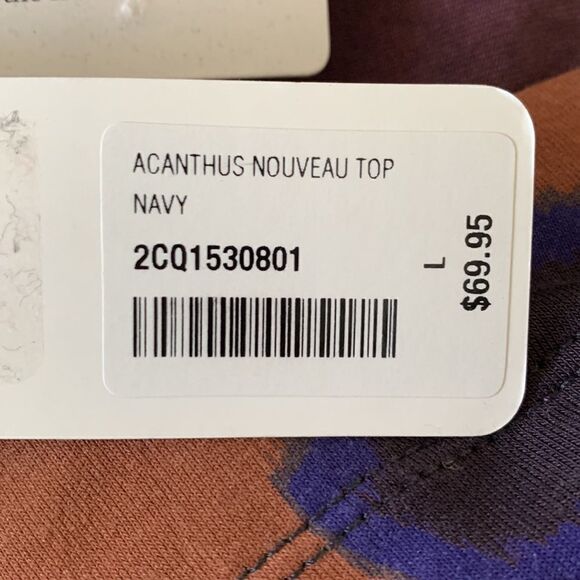 ACANTHUS NOUVEAU TOP
NAVY
2CQ1530801
L
$69.95